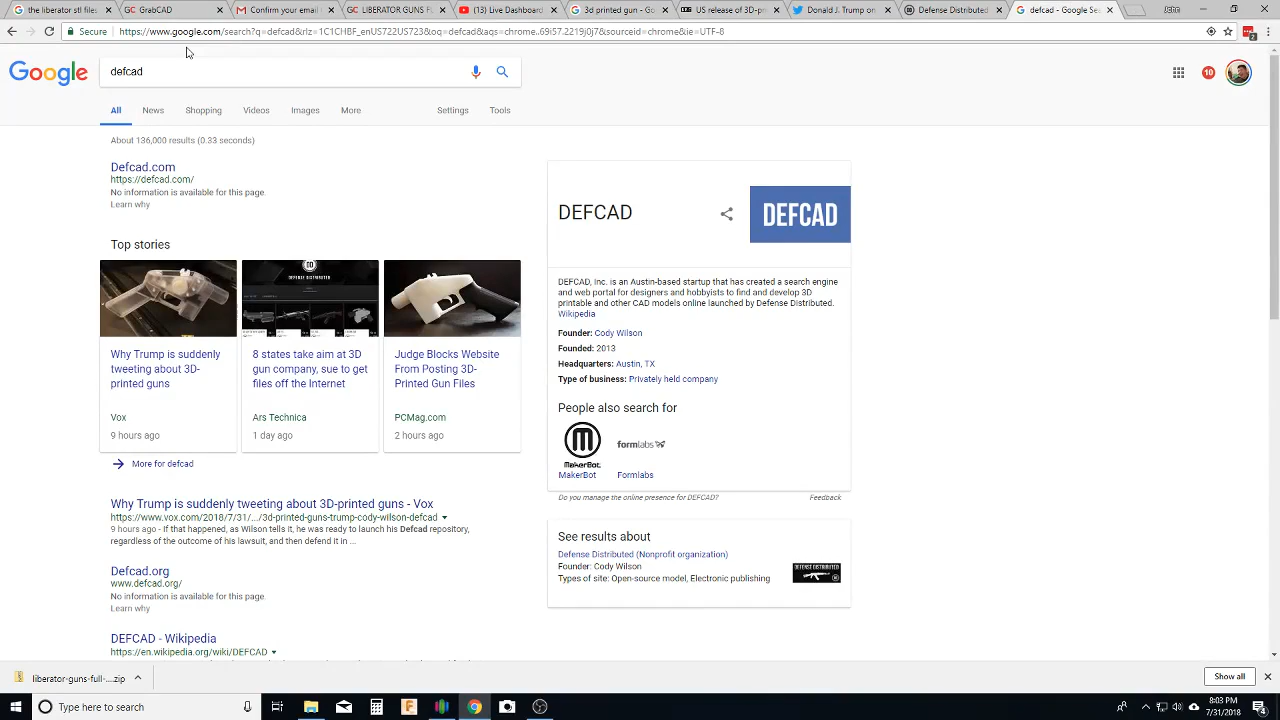 the liberator stl files
GrabCAD
Confirm your email
LIBERATOR GUNS Fu
(13) Live Dashboard
3d printed gun - Go
US release of 3D-pr
Donald J. Trump on
Defense Distributed
defcad - Google Sea
Secure
https://www.google.com/search?q=defcad&rlz=1C1CHBF_enUS722US723&oq=defcad&aqs=chrome..69i57.2219j0j7&sourceid=chrome&ie=UTF-8
Google
defcad
10
All
News
Shopping
Videos
Images
More
Settings
Tools
About 136,000 results (0.33 seconds)
Defcad.com
https://defcad.com/
No information is available for this page.
Learn why
Top stories
Why Trump is suddenly
tweeting about 3D-
printed guns
Vox
9 hours ago
8 states take aim at 3D
gun company, sue to get
files off the Internet
Ars Technica
1 day ago
Judge Blocks Website
From Posting 3D-
Printed Gun Files
PCMag.com
2 hours ago
More for defcad
Why Trump is suddenly tweeting about 3D-printed guns - Vox
https://www.vox.com/2018/7/31/.../3d-printed-guns-trump-cody-wilson-defcad
9 hours ago - If that happened, as Wilson tells it, he was ready to launch his Defcad repository,
regardless of the outcome of his lawsuit, and then defend it in ...
Defcad.org
www.defcad.org/
No information is available for this page.
Learn why
DEFCAD - Wikipedia
https://en.wikipedia.org/wiki/DEFCAD
DEFCAD
DEFCAD
DEFCAD, Inc. is an Austin-based startup that has created a search engine
and web portal for designers and hobbyists to find and develop 3D
printable and other CAD models online launched by Defense Distributed.
Wikipedia
Founder: Cody Wilson
Founded: 2013
Headquarters: Austin, TX
Type of business: Privately held company
People also search for
MakerBot.
formlabs
MakerBot
Formlabs
Do you manage the online presence for DEFCAD?
Feedback
See results about
Defense Distributed (Nonprofit organization)
Founder: Cody Wilson
Types of site: Open-source model, Electronic publishing
DEFENSE DISTRIBUTED
liberator-guns-full-....zip
Show all
Type here to search
8:03 PM
7/31/2018